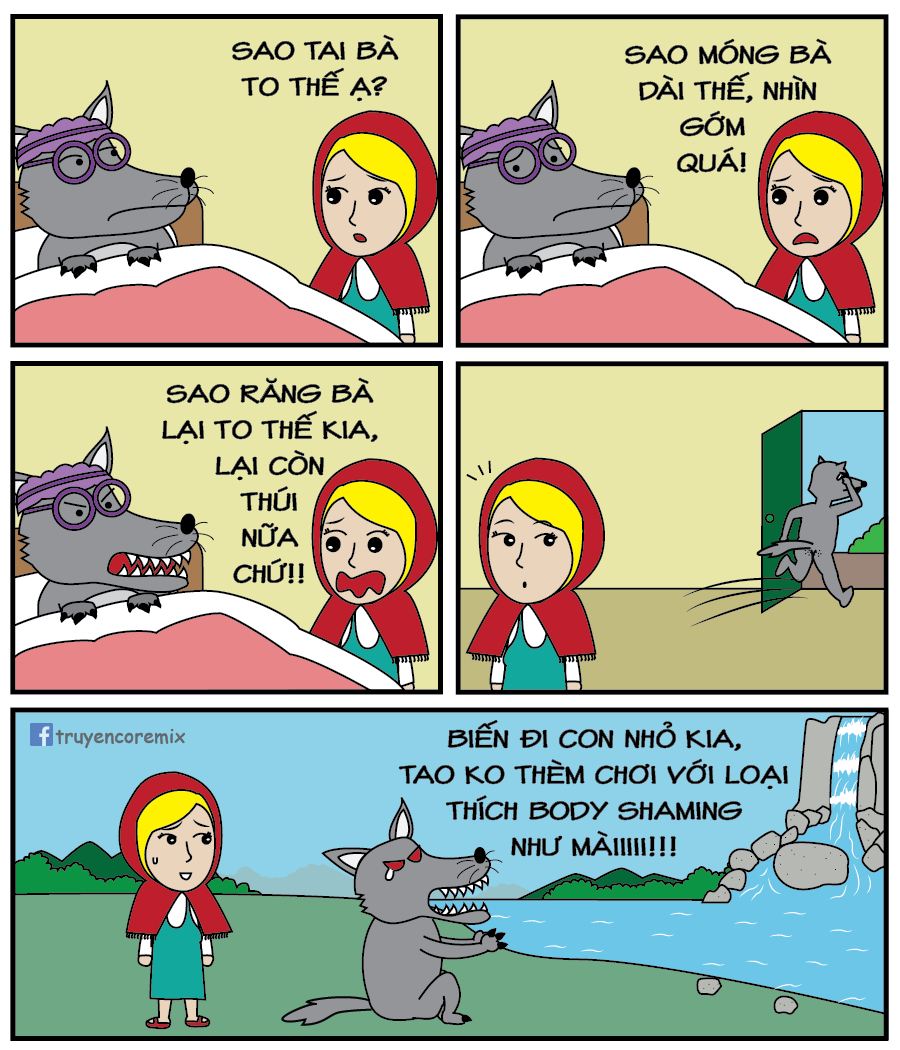 SAO TAI BÀ
TO THẾ Ạ?
SAO MÓNG BÀ
DÀI THẾ, NHÌN
GỚM
QUÁ!
SAO RĂNG BÀ
LẠI TO THẾ KIA,
LẠI CÒN
THÚI
NỮA
CHỨ!!
f truyencoremix
BIẾN ĐI CON NHỎ KIA,
TAO KO THÈM CHƠI VỚI LOẠI
THÍCH BODY SHAMING
NHƯ MÀIIIII!!!